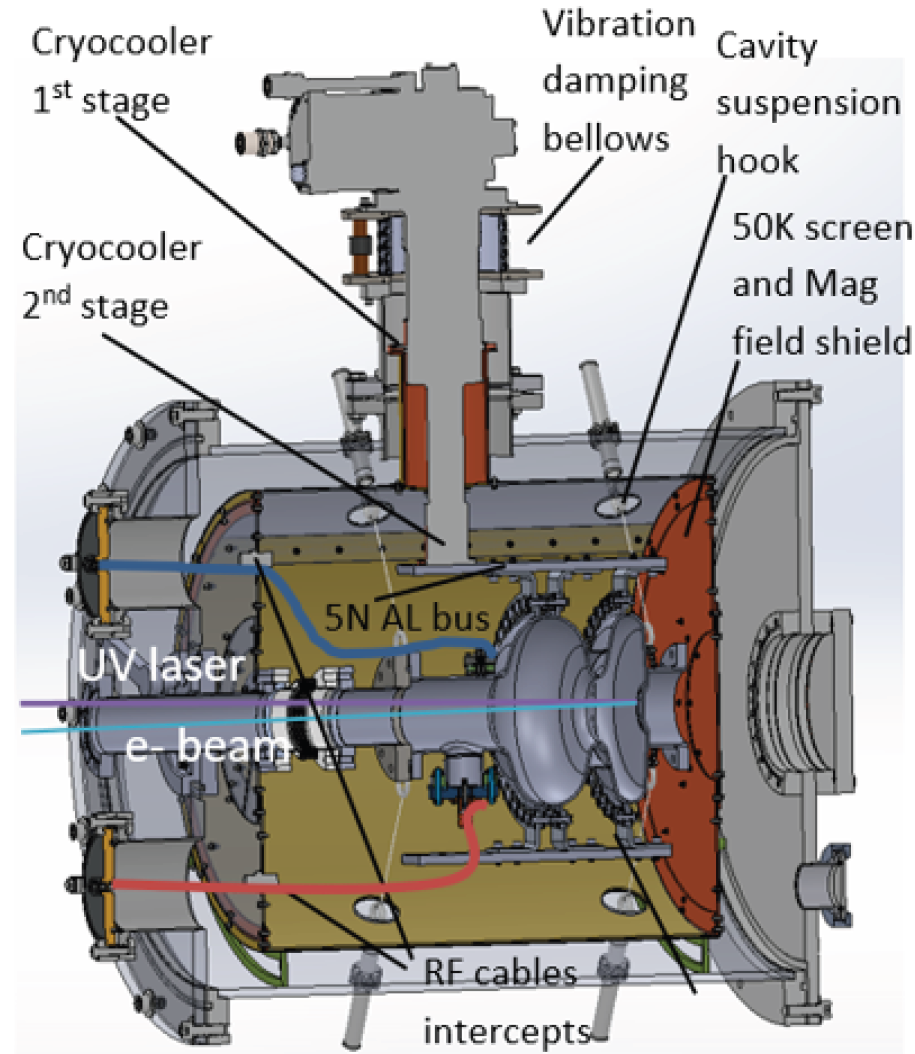 Cryocooler
1st stage
Vibration
damping
bellows
Cavity
suspension
hook
50K screen
and Mag
field shield
Cryocooler
2nd stage
5N AL bus
UV laser
e- beam
RF cables
intercepts